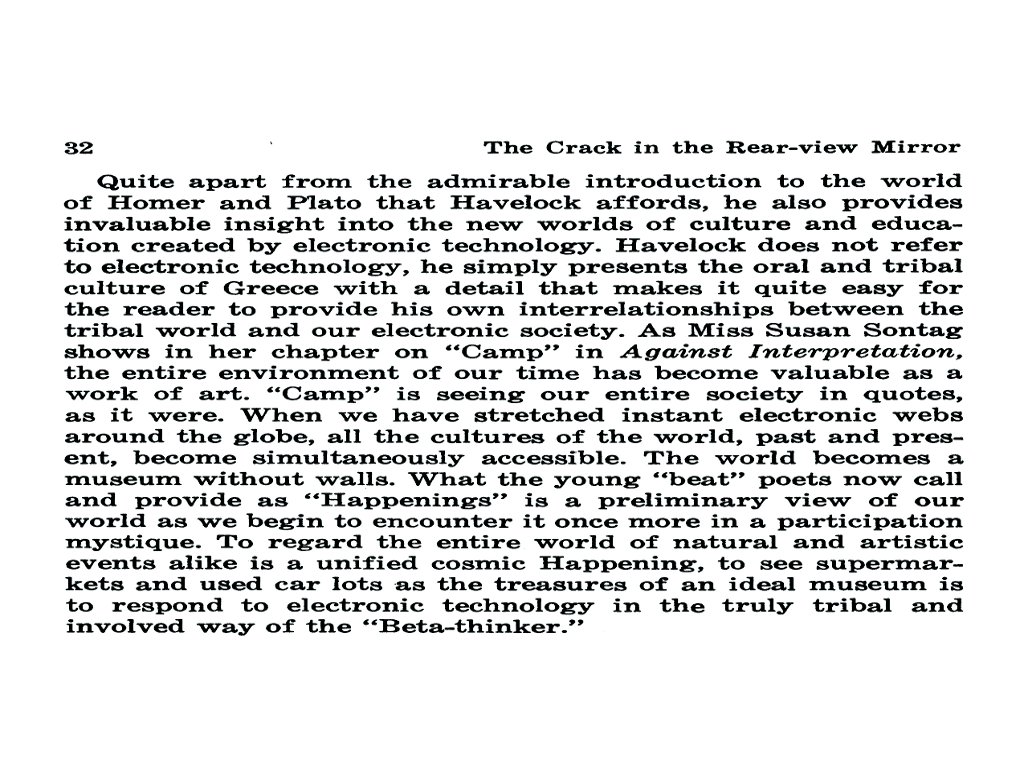 32 The Crack in the Rear-view Mirror
Quite apart from the admirable introduction to the world
of Homer and Plato that Havelock affords, he also provides
invaluable insight into the new worlds of culture and educa-
tion created by electronic technology. Havelock does not refer
to electronic technology, he simply presents the oral and tribal
culture of Greece with a detail that makes it quite easy for
the reader to provide his own interrelationships between the
tribal world and our electronic society. As Miss Susan Sontag
shows in her chapter on “Camp” in Against Interpretation,
the entire environment of our time has become valuable as a
work of art. “Camp” is seeing our entire society in quotes,
as it were. When we have stretched instant electronic webs
around the globe, all the cultures of the world, past and pres-
ent, become simultaneously accessible. The world becomes a
museum without walls. What the young “beat” poets now call
and provide as “Happenings” is a preliminary view of our
world as we begin to encounter it once more in a participation
mystique. To regard the entire world of natural and artistic
events alike is a unified cosmic Happening, to see supermar-
kets and used car lots as the treasures of an ideal museum is
to respond to electronic technology in the truly tribal and
involved way of the “Beta-thinker.”